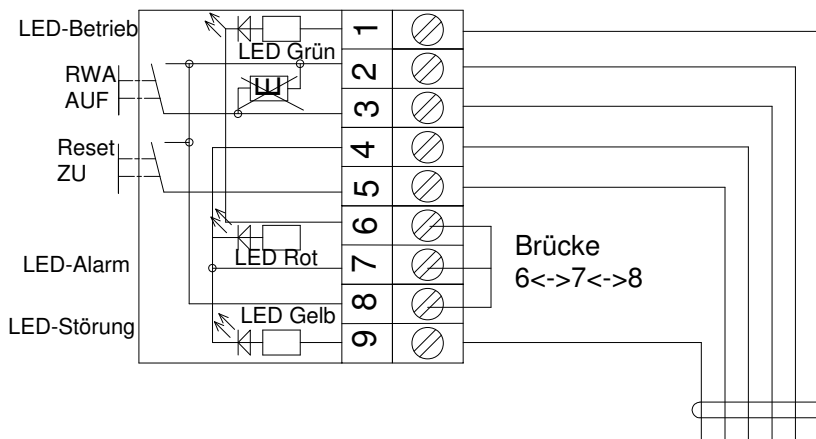 LED-Betrieb
LED Grün
RWA
AUF
E
Reset
ZU
LED Rot
LED-Alarm
LED Gelb
LED-Störung
1
2
3
4
5
6
7
8
9
Brücke
6<->7<->8